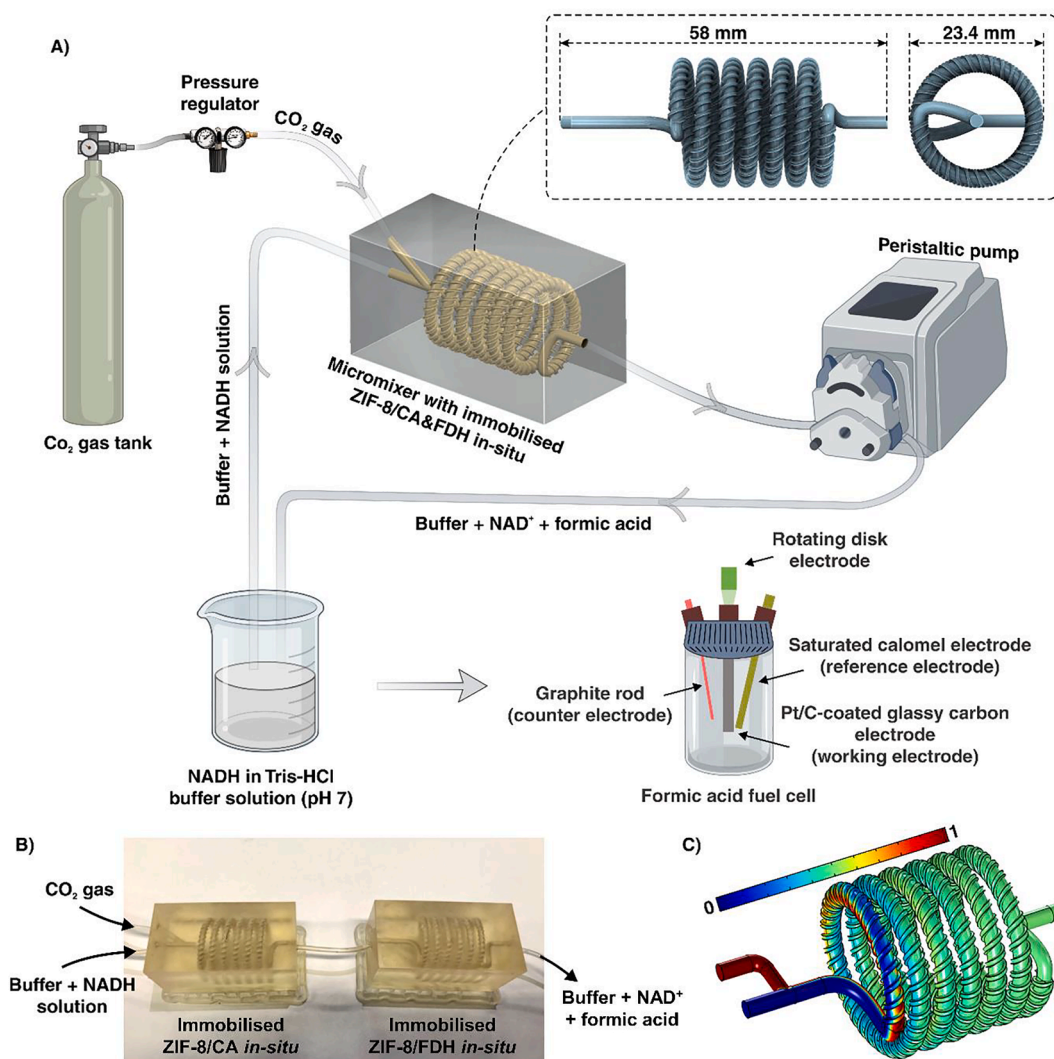 A)
58 mm
23.4 mm
Pressure
regulator
CO₂ gas
Peristaltic pump
Buffer + NADH solution
Micromixer with immobilised
ZIF-8/CA&FDH in-situ
Co₂ gas tank
Buffer + NAD⁺ + formic acid
Rotating disk
electrode
Saturated calomel electrode
(reference electrode)
Graphite rod
(counter electrode)
Pt/C-coated glassy carbon
electrode
(working electrode)
NADH in Tris-HCl
buffer solution (pH 7)
Formic acid fuel cell
B)
CO₂ gas
Buffer + NADH
solution
Immobilised
ZIF-8/CA in-situ
Immobilised
ZIF-8/FDH in-situ
Buffer + NAD⁺
+ formic acid
C)
0
1